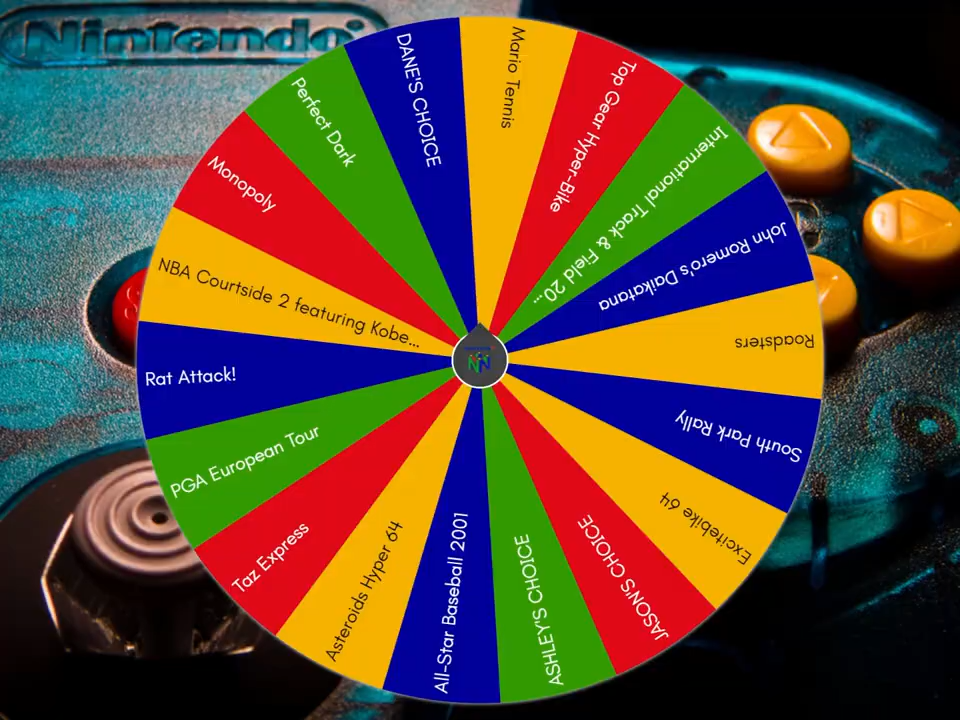 Nintendo
Mario Tennis
Top Gear Hyper-Bike
International Track & Field 20...
John Romero's Daikatana
Roadsters
South Park Rally
Excitebike 64
JASON'S CHOICE
ASHLEY'S CHOICE
All-Star Baseball 2001
Asteroids Hyper 64
Taz Express
PGA European Tour
Rat Attack!
NBA Courtside 2 featuring Kobe...
Monopoly
Perfect Dark
DANE'S CHOICE